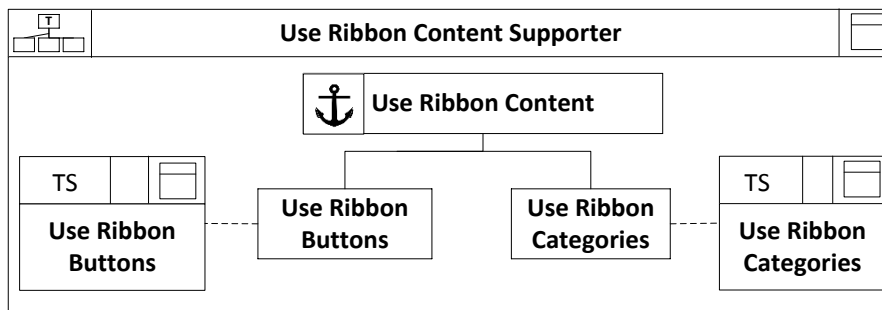 T
Use Ribbon Content Supporter
Use Ribbon Content
TS
Use Ribbon
Buttons
Use Ribbon
Buttons
Use Ribbon
Categories
TS
Use Ribbon
Categories